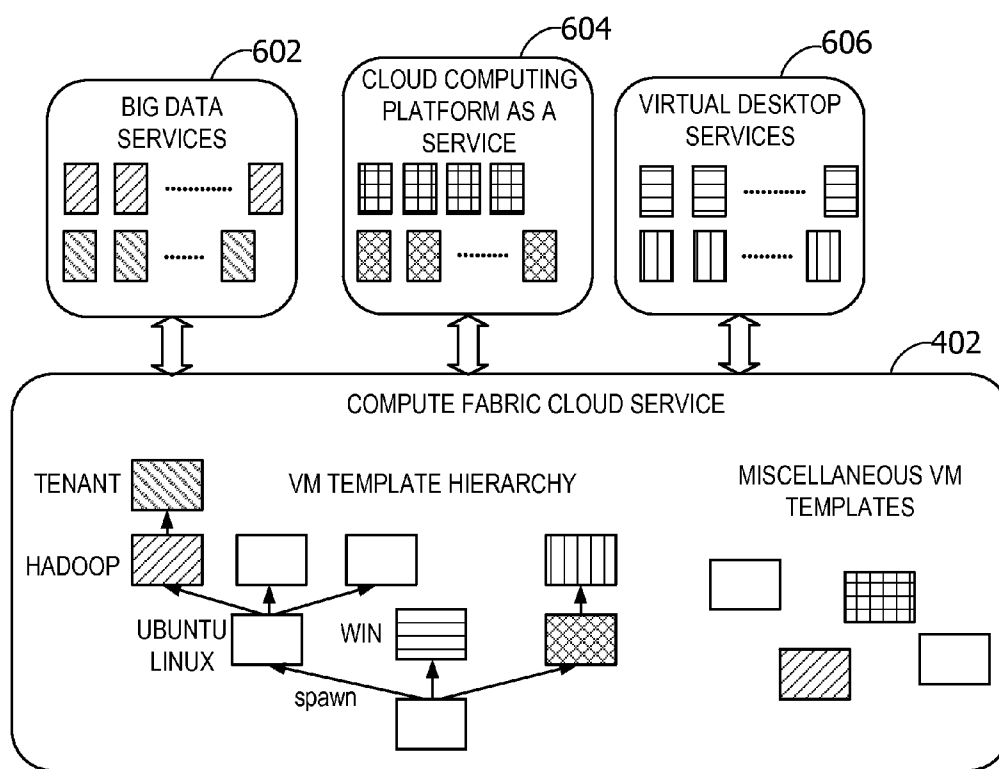 602
BIG DATA
SERVICES
604
CLOUD COMPUTING
PLATFORM AS A
SERVICE
606
VIRTUAL DESKTOP
SERVICES
402
COMPUTE FABRIC CLOUD SERVICE
TENANT
VM TEMPLATE HIERARCHY
MISCELLANEOUS VM
TEMPLATES
HADOOP
UBUNTU
LINUX
WIN
spawn